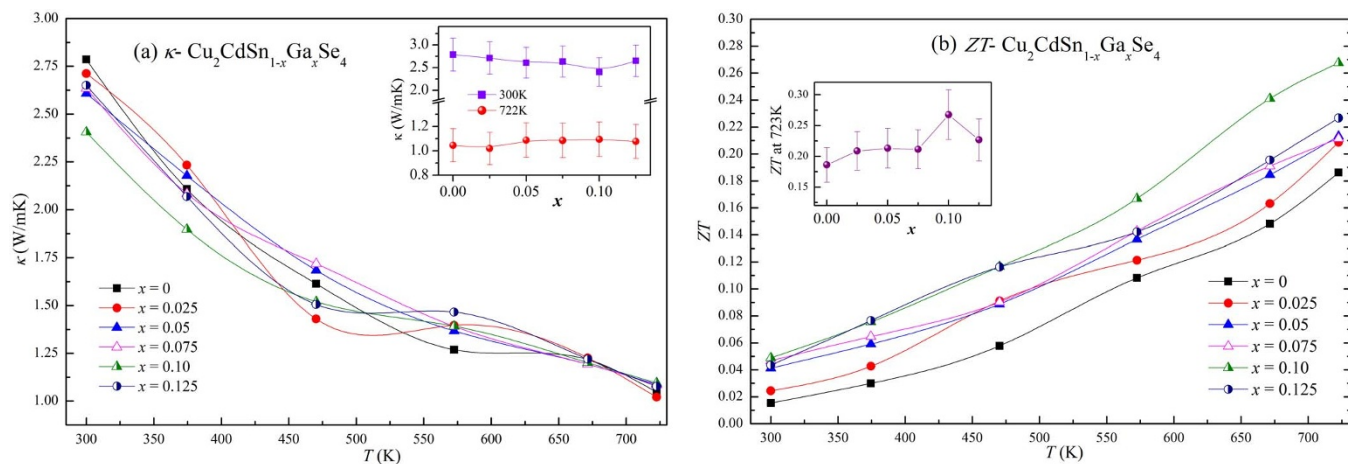 (a) κ- Cu₂CdSn₁₋ₓGaₓSe₄
κ (W/mK)
3.00
2.75
2.50
2.25
2.00
1.75
1.50
1.25
1.00
300 350 400 450 500 550 600 650 700
T (K)
x = 0
x = 0.025
x = 0.05
x = 0.075
x = 0.10
x = 0.125
κ (W/mK)
3.0
2.5
2.0
1.2
1.0
0.8
300K
722K
0.00 0.05 0.10
x
(b) ZT- Cu₂CdSn₁₋ₓGaₓSe₄
ZT
0.30
0.28
0.26
0.24
0.22
0.20
0.18
0.16
0.14
0.12
0.10
0.08
0.06
0.04
0.02
0.00
300 350 400 450 500 550 600 650 700
T (K)
ZT at 723K
0.30
0.25
0.20
0.15
0.00 0.05 0.10
x
x = 0
x = 0.025
x = 0.05
x = 0.075
x = 0.10
x = 0.125